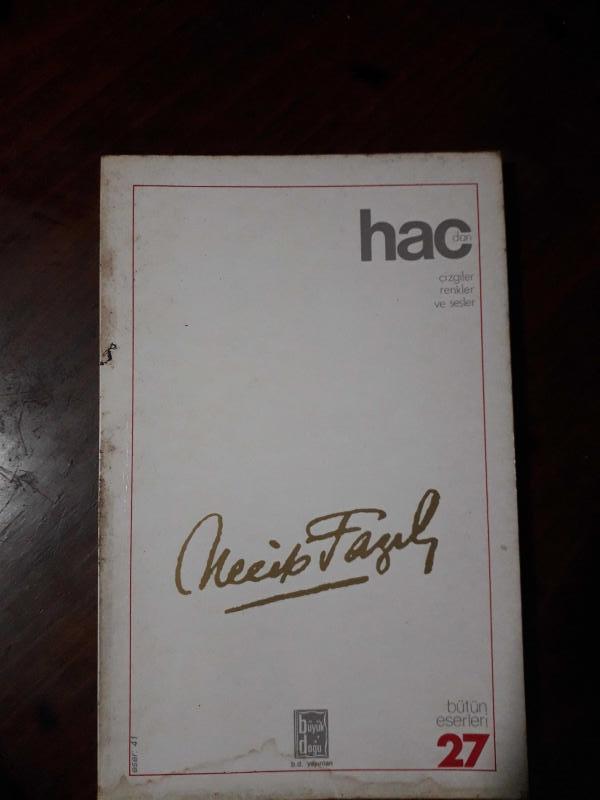 hac
dan
çizgiler
renkler
ve sesler
Necip Fazıl
bütün
eserleri
27
büyük
doğu
b.d. yayınları
eser: 41